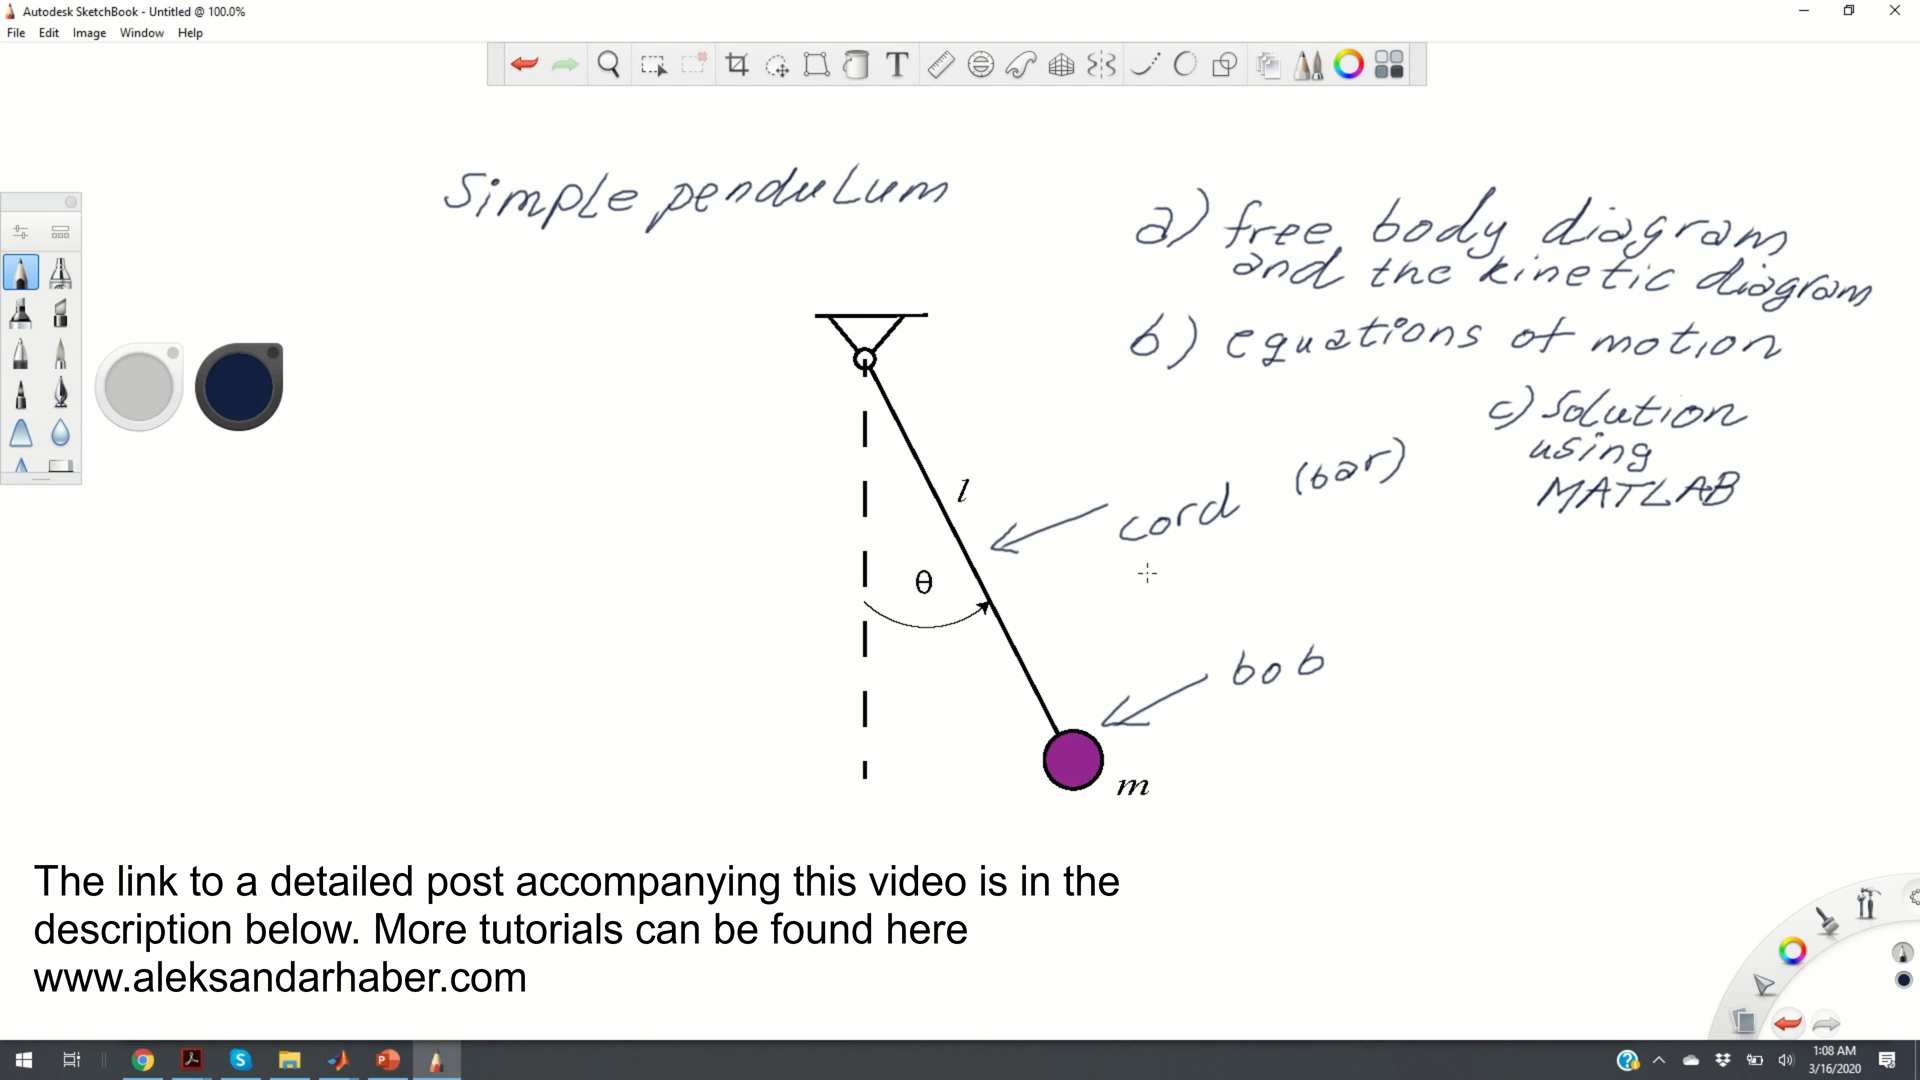 Autodesk SketchBook - Untitled @ 100.0%
File Edit Image Window Help
T
Simple pendulum
a) free body diagram
and the kinetic diagram
b) equations of motion
c) Solution
using
MATLAB
l
cord (bar)
θ
bob
m
The link to a detailed post accompanying this video is in the
description below. More tutorials can be found here
www.aleksandarhaber.com
1:08 AM
3/16/2020